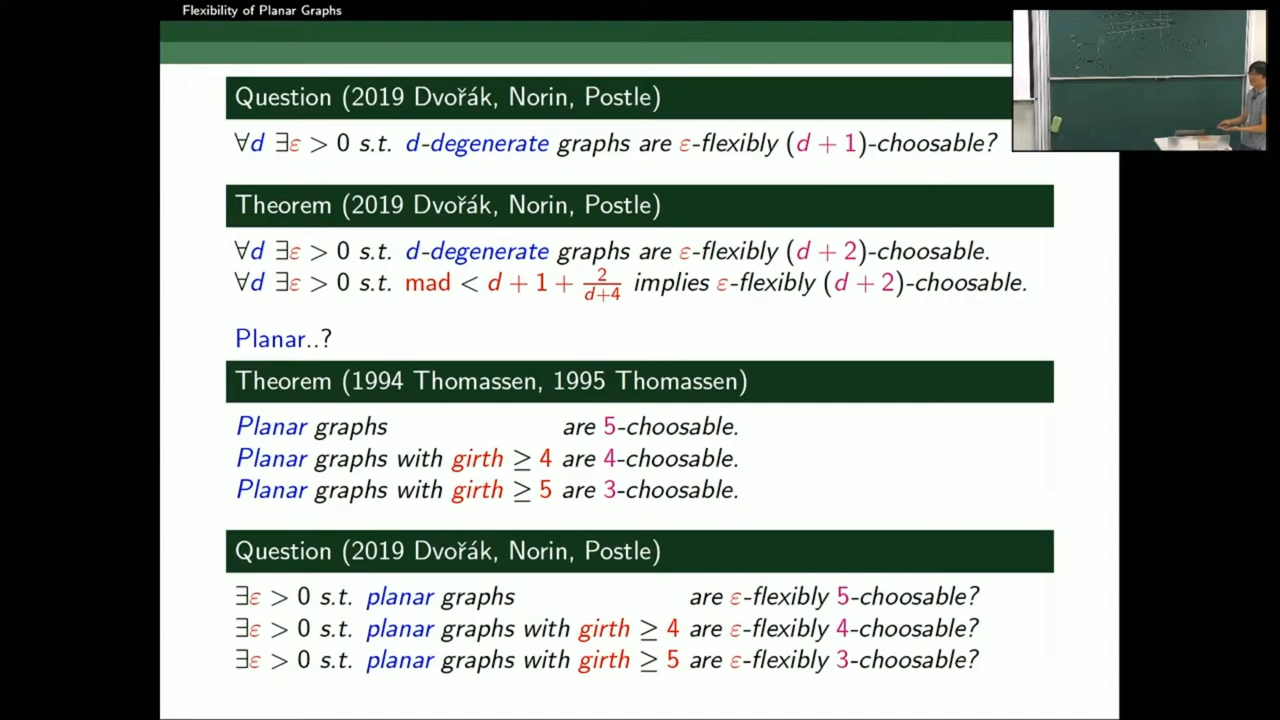 Flexibility of Planar Graphs
Question (2019 Dvořák, Norin, Postle)
∀d ∃ε > 0 s.t. d-degenerate graphs are ε-flexibly (d + 1)-choosable?
Theorem (2019 Dvořák, Norin, Postle)
∀d ∃ε > 0 s.t. d-degenerate graphs are ε-flexibly (d + 2)-choosable.
∀d ∃ε > 0 s.t. mad < d + 1 + 2/(d+4) implies ε-flexibly (d + 2)-choosable.
Planar..?
Theorem (1994 Thomassen, 1995 Thomassen)
Planar graphs are 5-choosable.
Planar graphs with girth ≥ 4 are 4-choosable.
Planar graphs with girth ≥ 5 are 3-choosable.
Question (2019 Dvořák, Norin, Postle)
∃ε > 0 s.t. planar graphs are ε-flexibly 5-choosable?
∃ε > 0 s.t. planar graphs with girth ≥ 4 are ε-flexibly 4-choosable?
∃ε > 0 s.t. planar graphs with girth ≥ 5 are ε-flexibly 3-choosable?